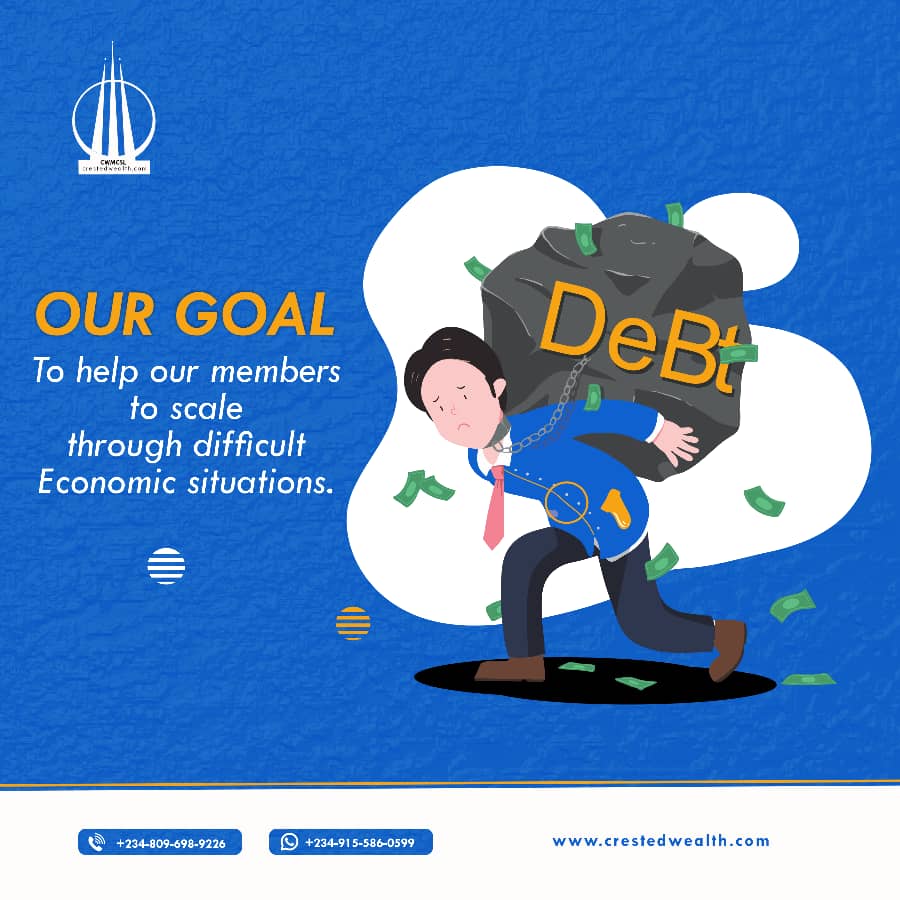 CWMCSL
crestedwealth.com
OUR GOAL
To help our members
to scale
through difficult
Economic situations.
DeBt
+234-809-698-9226
+234-915-586-0599
www.crestedwealth.com